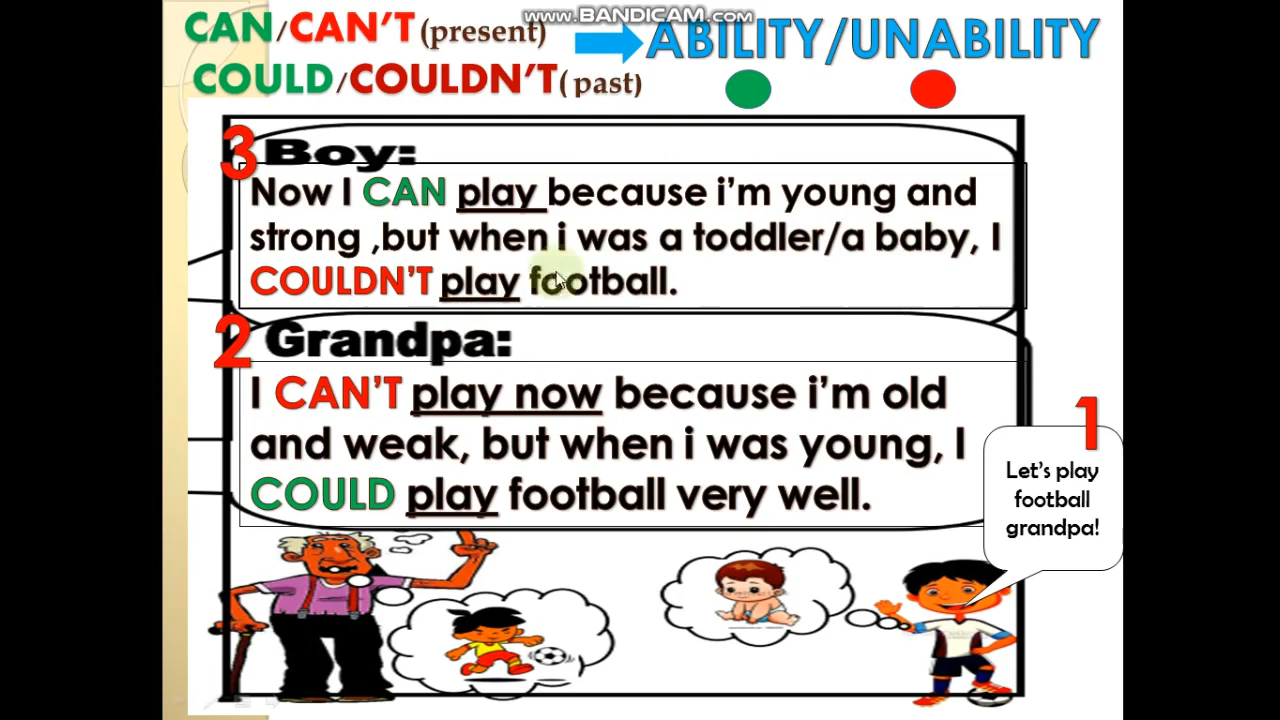 www.BANDICAM.com
CAN/CAN'T (present) ABILITY/UNABILITY
COULD/COULDN'T( past)
3 Boy:
Now I CAN play because i'm young and
strong ,but when i was a toddler/a baby, I
COULDN'T play football.
2 Grandpa:
I CAN'T play now because i'm old
and weak, but when i was young, I
COULD play football very well.
1
Let's play
football
grandpa!